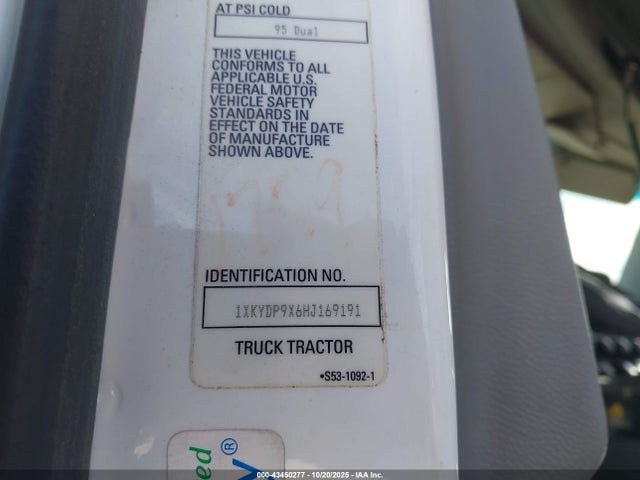 AT PSI COLD
95 Dual
THIS VEHICLE
CONFORMS TO ALL
APPLICABLE U.S.
FEDERAL MOTOR
VEHICLE SAFETY
STANDARDS IN
EFFECT ON THE DATE
OF MANUFACTURE
SHOWN ABOVE.
IDENTIFICATION NO.
1XKYDP9X6HJ169191
TRUCK TRACTOR
•S53-1092-1
®
000-43450277 - 10/20/2025 - IAA Inc.